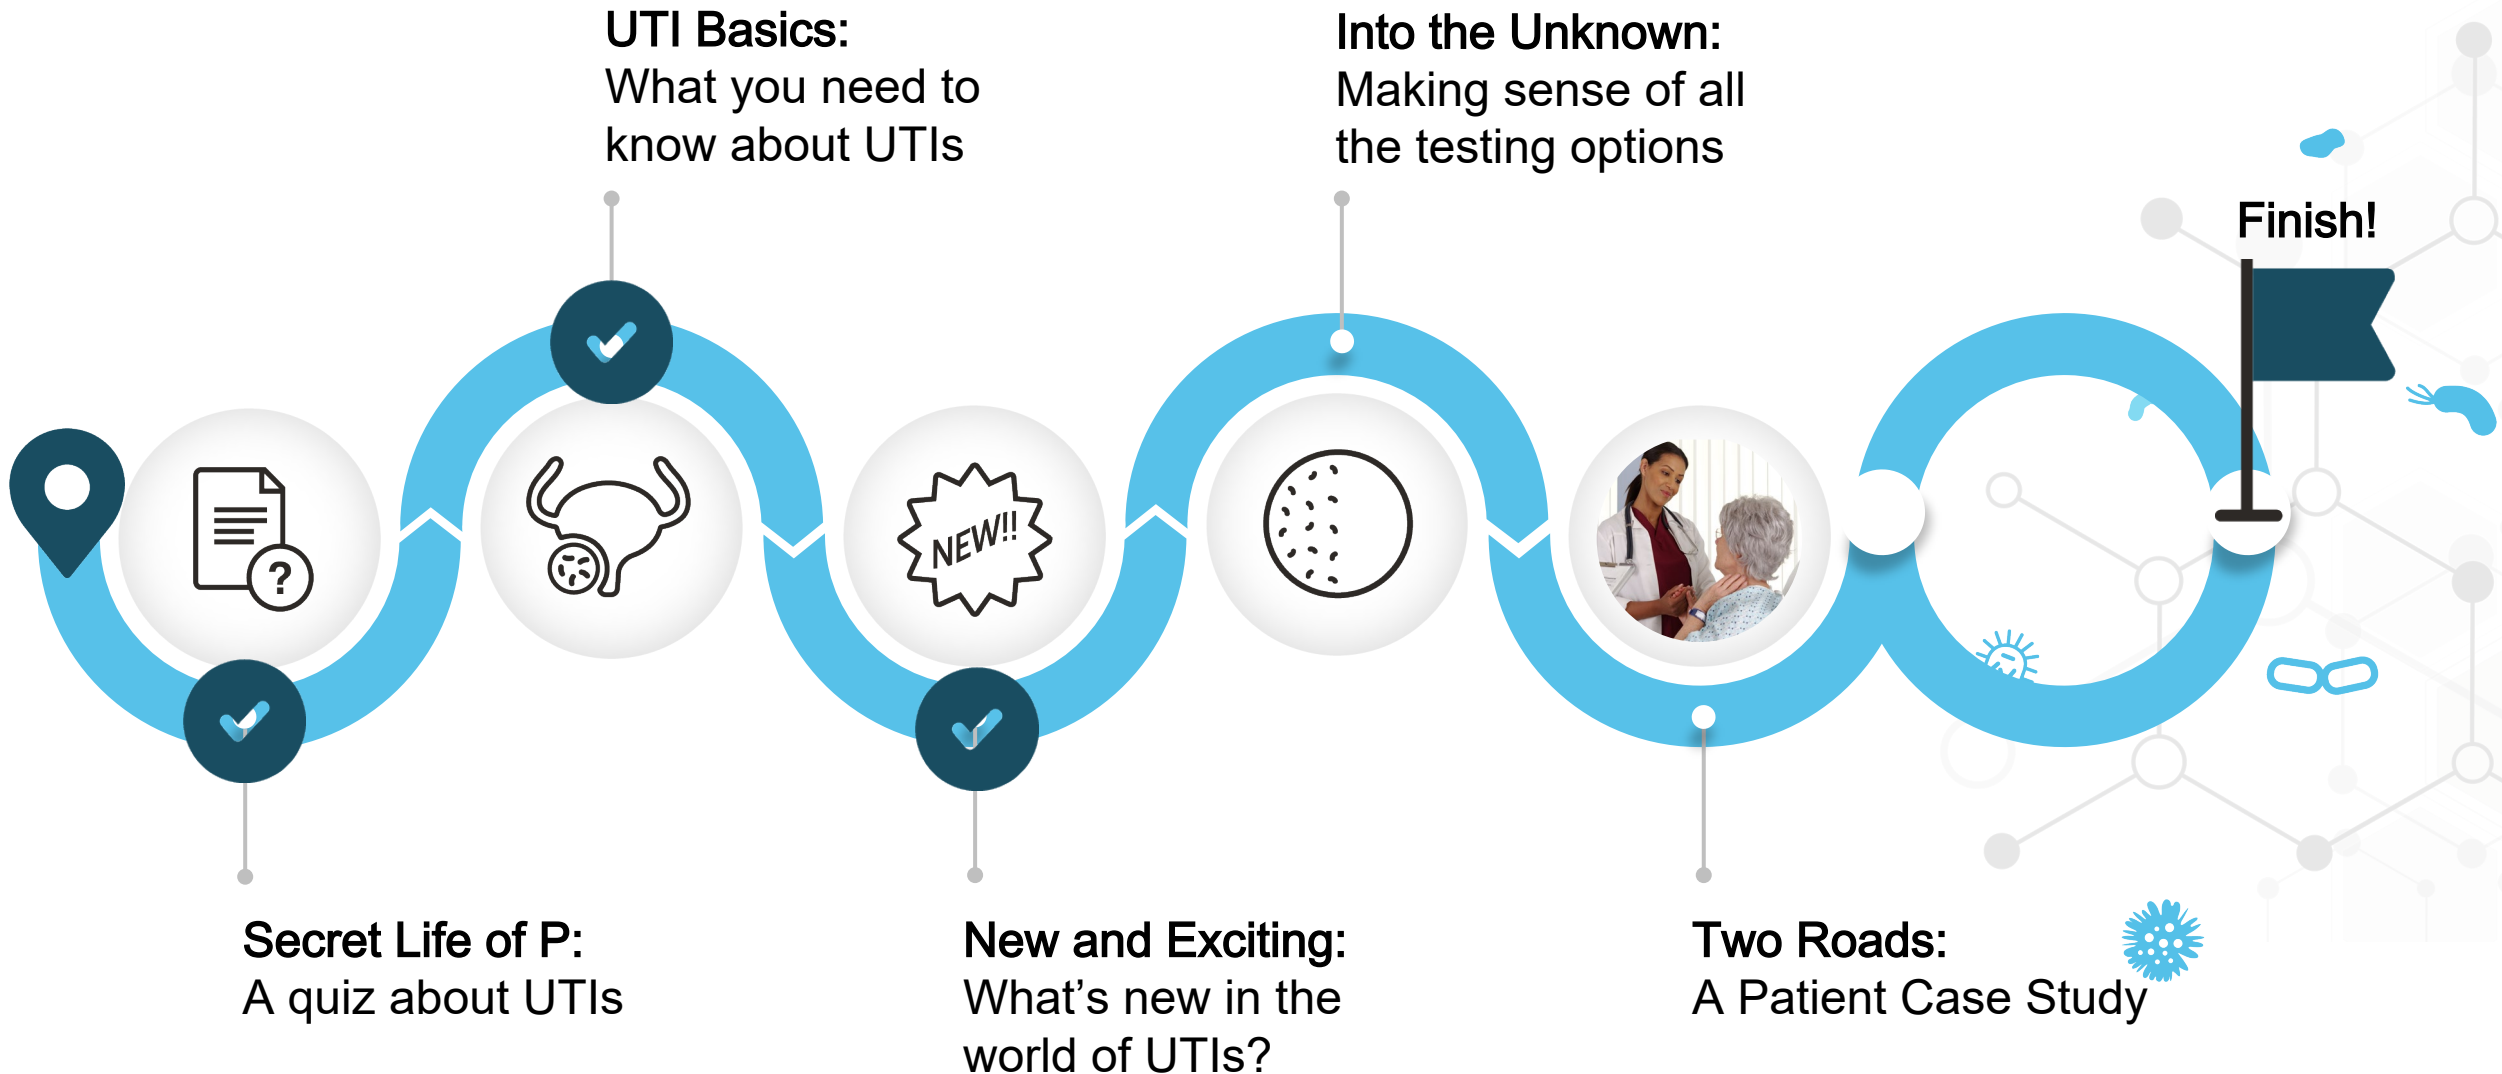 UTI Basics:
What you need to
know about UTIs
Into the Unknown:
Making sense of all
the testing options
Finish!
?
NEW!!
Secret Life of P:
A quiz about UTIs
New and Exciting:
What's new in the
world of UTIs?
Two Roads:
A Patient Case Study